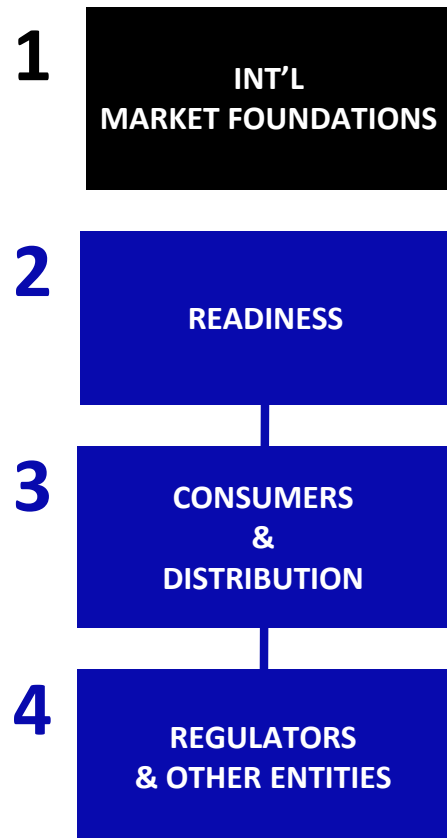 1
INT’L
MARKET FOUNDATIONS
2
READINESS
3
CONSUMERS
&
DISTRIBUTION
4
REGULATORS
& OTHER ENTITIES